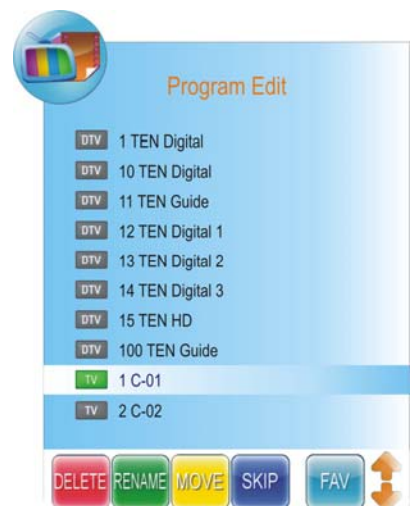 Program Edit
DTV 1 TEN Digital
DTV 10 TEN Digital
DTV 11 TEN Guide
DTV 12 TEN Digital 1
DTV 13 TEN Digital 2
DTV 14 TEN Digital 3
DTV 15 TEN HD
DTV 100 TEN Guide
TV 1 C-01
TV 2 C-02
DELETE RENAME MOVE SKIP FAV